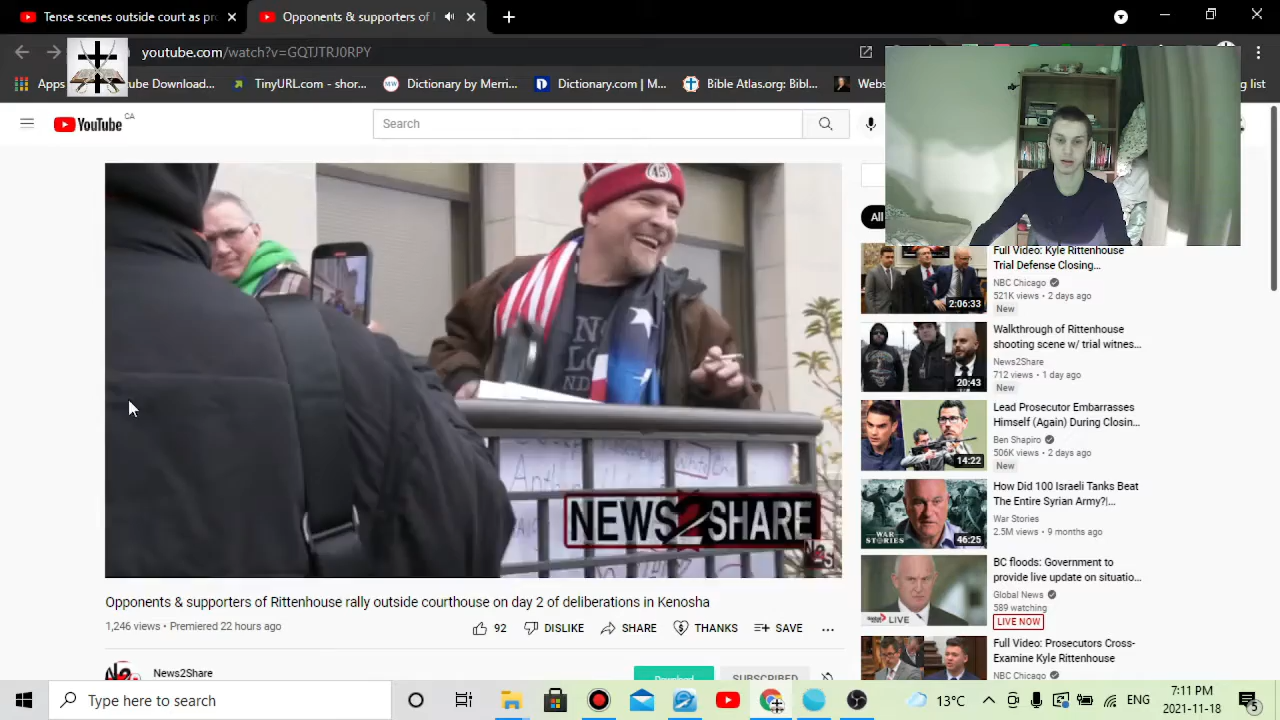 Tense scenes outside court as pro
Opponents & supporters of
youtube.com/watch?v=GQTJTRJ0RPY
Apps
MW
Dictionary by Merri...
TinyURL.com - shor...
Dictionary.com | M...
Bible Atlas.org: Bibl...
YouTube CA
Search
All
45
NEWS2SHARE
Full Video: Kyle Rittenhouse
Trial Defense Closing...
NBC Chicago
521K views • 2 days ago
New
2:06:33
Walkthrough of Rittenhouse
shooting scene w/ trial witnes...
News2Share
712 views • 1 day ago
New
20:43
Lead Prosecutor Embarrasses
Himself (Again) During Closin...
Ben Shapiro
506K views • 2 days ago
New
14:22
How Did 100 Israeli Tanks Beat
The Entire Syrian Army?|...
War Stories
2.5M views • 9 months ago
WAR STORIES
46:25
BC floods: Government to
provide live update on situatio...
Global News
589 watching
LIVE NOW
LIVE
Full Video: Prosecutors Cross-
Examine Kyle Rittenhouse
NBC Chicago
Opponents & supporters of Rittenhouse rally outside courthouse on day 2 of deliberations in Kenosha
1,246 views • Premiered 22 hours ago
92
DISLIKE
SHARE
THANKS
SAVE
News2Share
Download
SUBSCRIBED
Type here to search
13°C
ENG
7:11 PM
2021-11-18
5